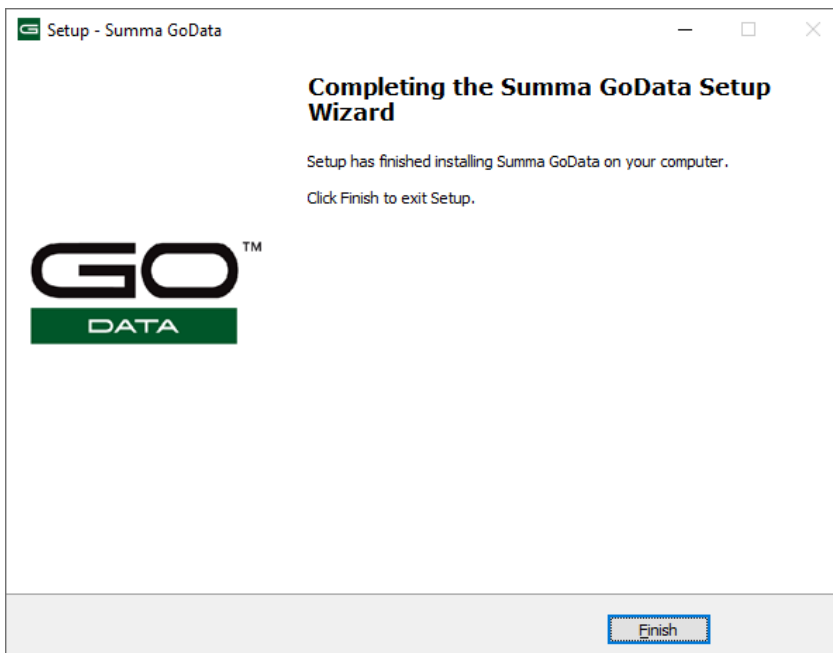 Setup - Summa GoData
Completing the Summa GoData Setup
Wizard
Setup has finished installing Summa GoData on your computer.
Click Finish to exit Setup.
GO™
DATA
Finish